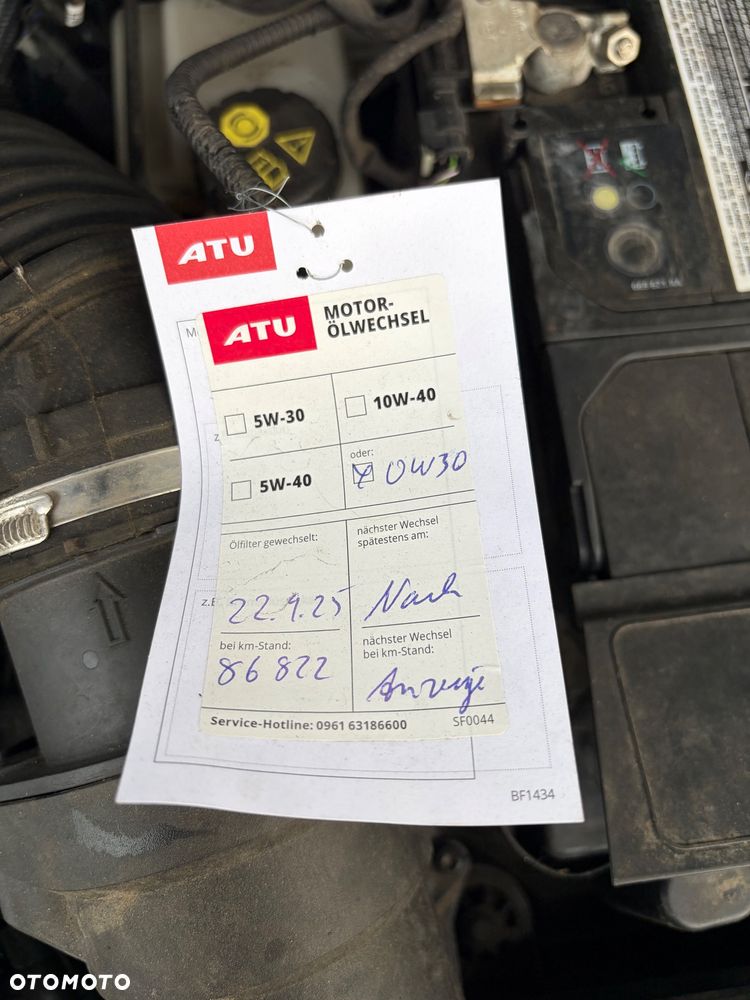 ATU
ATU
MOTOR-
ÖLWECHSEL
5W-30
10W-40
5W-40
oder:
0W30
Ölfilter gewechselt:
nächster Wechsel
spätestens am:
z.B
22.9.25
Nach
bei km-Stand:
86 822
nächster Wechsel
bei km-Stand:
Anzeige
Service-Hotline: 0961 63186600
SF0044
BF1434
OTOMOTO